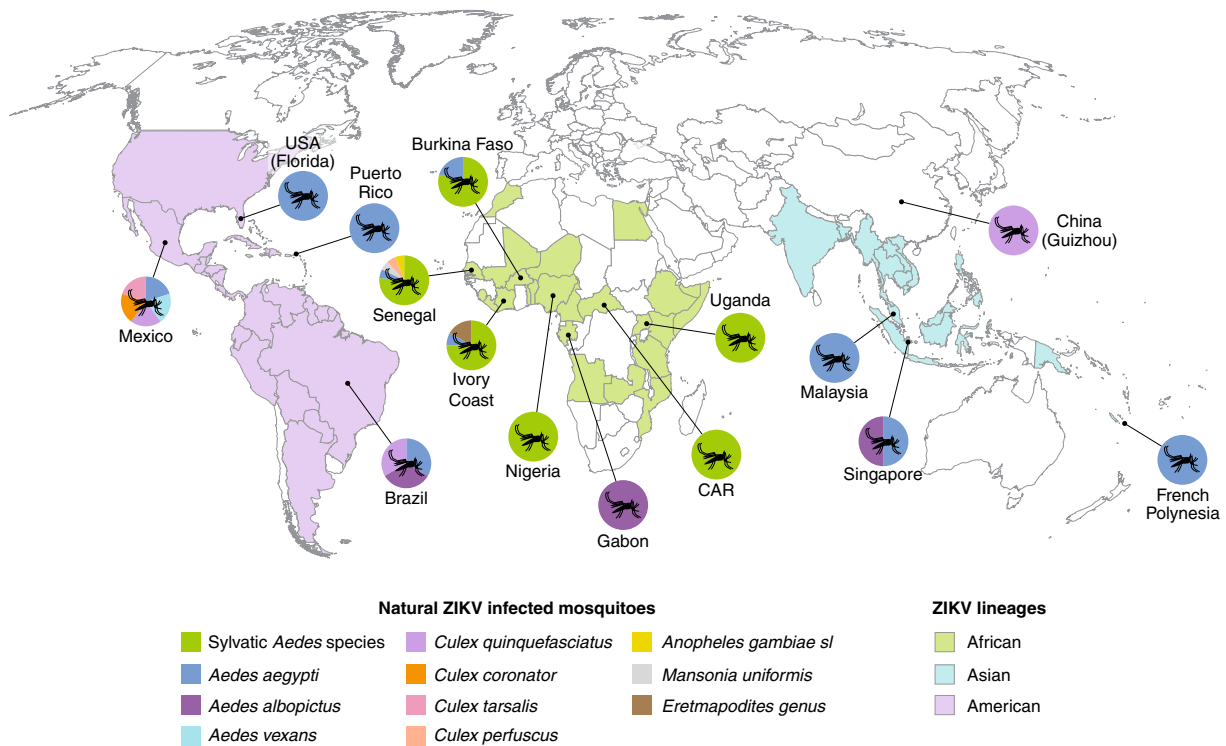 USA
(Florida)
Puerto
Rico
Burkina Faso
China
(Guizhou)
Senegal
Uganda
Mexico
Ivory
Coast
Malaysia
Nigeria
CAR
Singapore
Brazil
French
Polynesia
Gabon
Natural ZIKV infected mosquitoes
Sylvatic Aedes species
Aedes aegypti
Aedes albopictus
Aedes vexans
Culex quinquefasciatus
Culex coronator
Culex tarsalis
Culex perfuscus
Anopheles gambiae sl
Mansonia uniformis
Eretmapodites genus
ZIKV lineages
African
Asian
American